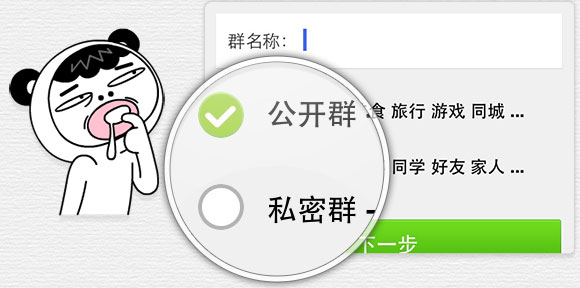 群名称：
公开群 食 旅行 游戏 同城 ...
私密群 - 同学 好友 家人 ...
下一步